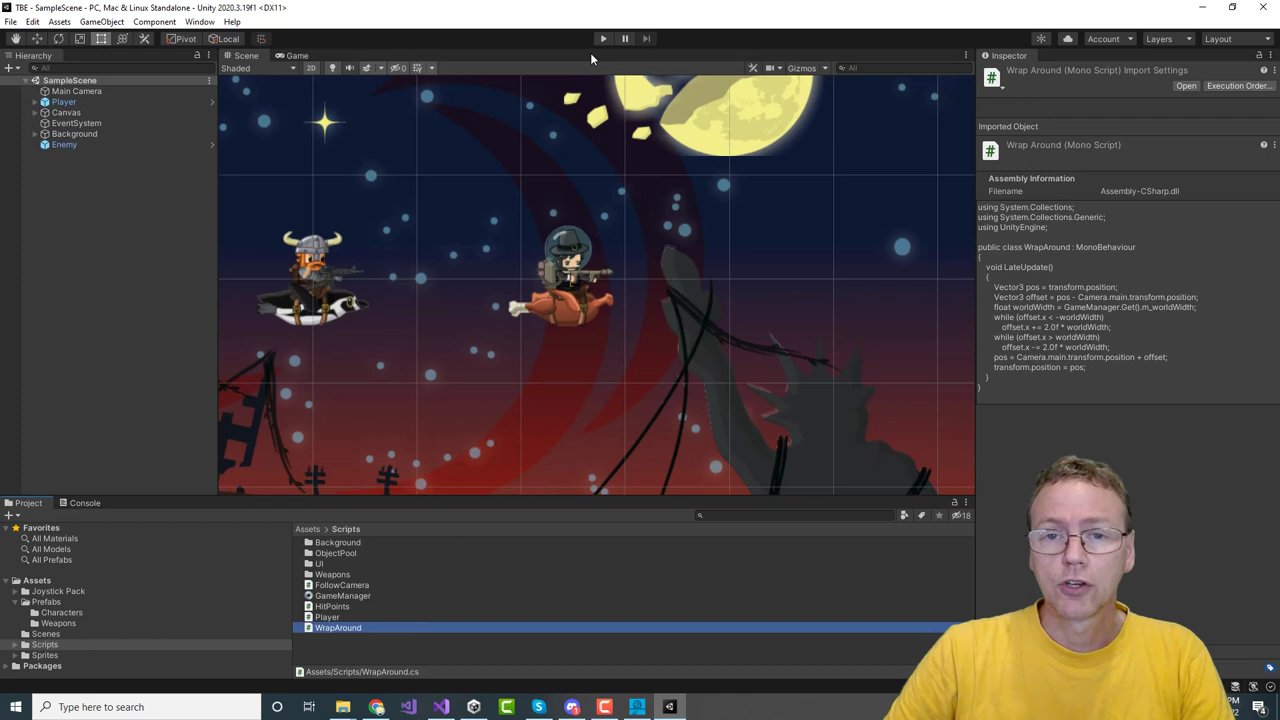 TBE - SampleScene - PC, Mac & Linux Standalone - Unity 2020.3.19f1 <DX11>
File Edit Assets GameObject Component Window Help
Pivot Local Account Layers Layout
Hierarchy
All
SampleScene
Main Camera
Player
Canvas
EventSystem
Background
Enemy
Scene Game
Shaded 2D 0 Gizmos All
Inspector
Wrap Around (Mono Script) Import Settings
Open Execution Order...
Imported Object
Wrap Around (Mono Script)
Assembly Information
Filename Assembly-CSharp.dll
using System.Collections;
using System.Collections.Generic;
using UnityEngine;
public class WrapAround : MonoBehaviour
{
void LateUpdate()
{
Vector3 pos = transform.position;
Vector3 offset = pos - Camera.main.transform.position;
float worldWidth = GameManager.Get().m_worldWidth;
while (offset.x < -worldWidth)
offset.x += 2.0f * worldWidth;
while (offset.x > worldWidth)
offset.x -= 2.0f * worldWidth;
pos = Camera.main.transform.position + offset;
transform.position = pos;
}
}
Project Console
18
Favorites
All Materials
All Models
All Prefabs
Assets
Joystick Pack
Prefabs
Characters
Weapons
Scenes
Scripts
Sprites
Packages
Assets > Scripts
Background
ObjectPool
UI
Weapons
FollowCamera
GameManager
HitPoints
Player
WrapAround
Assets/Scripts/WrapAround.cs
Type here to search